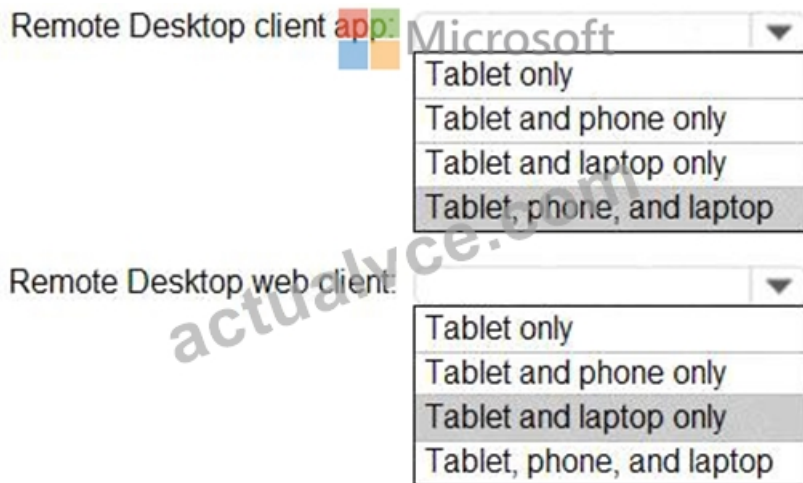 Remote Desktop client app:
Microsoft
Tablet only
Tablet and phone only
Tablet and laptop only
Tablet, phone, and laptop
Remote Desktop web client:
Tablet only
Tablet and phone only
Tablet and laptop only
Tablet, phone, and laptop
actualvce.com